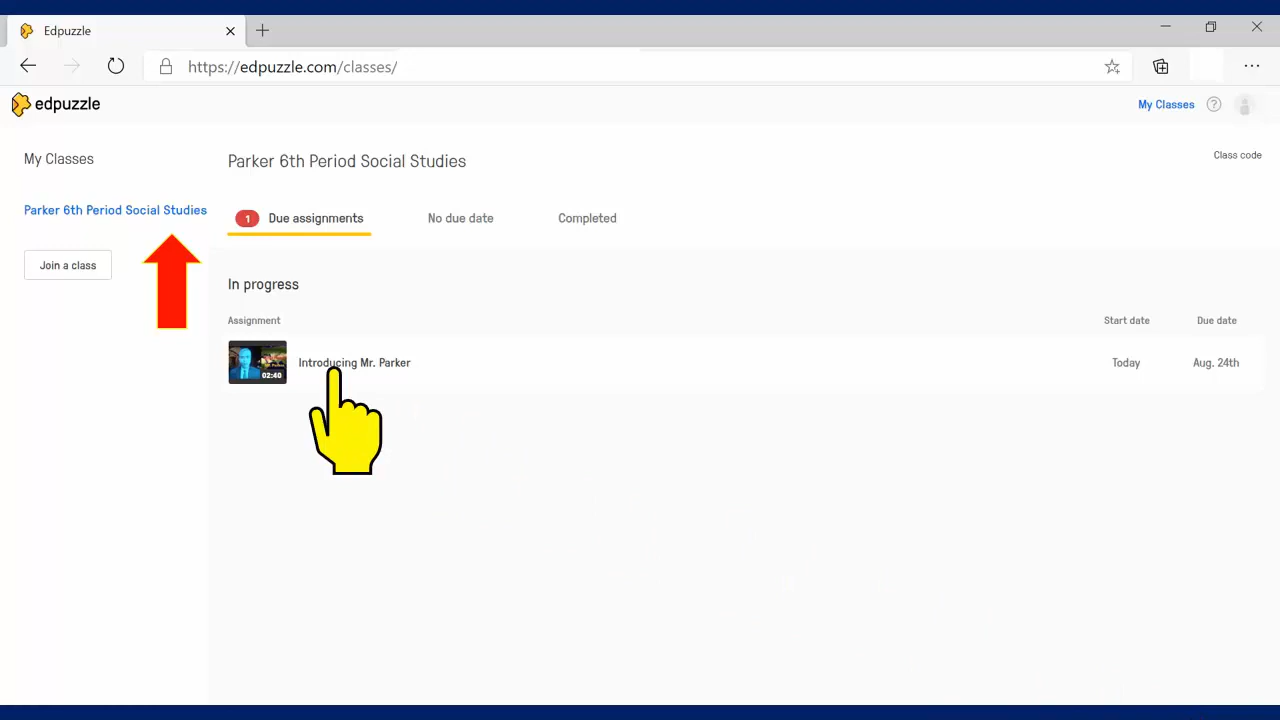 Edpuzzle
https://edpuzzle.com/classes/
edpuzzle
My Classes
?
My Classes
Parker 6th Period Social Studies
Join a class
Parker 6th Period Social Studies
Class code
1 Due assignments No due date Completed
In progress
Assignment Start date Due date
02:40
Introducing Mr. Parker Today Aug. 24th